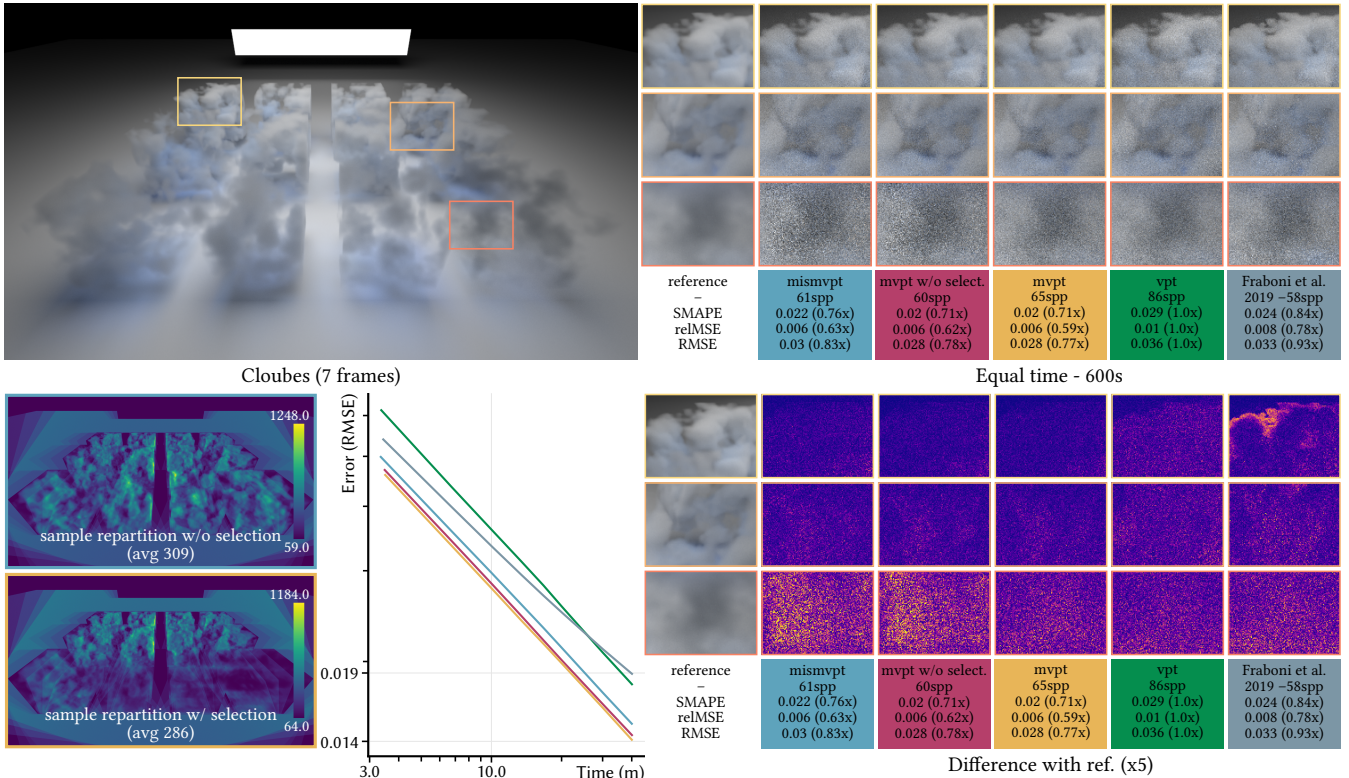 reference
–
SMAPE
relMSE
RMSE
mismvpt
61spp
0.022 (0.76x)
0.006 (0.63x)
0.03 (0.83x)
mvpt w/o select.
60spp
0.02 (0.71x)
0.006 (0.62x)
0.028 (0.78x)
mvpt
65spp
0.02 (0.71x)
0.006 (0.59x)
0.028 (0.77x)
vpt
86spp
0.029 (1.0x)
0.01 (1.0x)
0.036 (1.0x)
Fraboni et al.
2019 –58spp
0.024 (0.84x)
0.008 (0.78x)
0.033 (0.93x)
Cloubes (7 frames)
Equal time - 600s
1248.0
sample repartition w/o selection
(avg 309)
59.0
1184.0
sample repartition w/ selection
(avg 286)
64.0
Error (RMSE)
0.019
0.014
3.0
10.0
Time (m)
reference
–
SMAPE
relMSE
RMSE
mismvpt
61spp
0.022 (0.76x)
0.006 (0.63x)
0.03 (0.83x)
mvpt w/o select.
60spp
0.02 (0.71x)
0.006 (0.62x)
0.028 (0.78x)
mvpt
65spp
0.02 (0.71x)
0.006 (0.59x)
0.028 (0.77x)
vpt
86spp
0.029 (1.0x)
0.01 (1.0x)
0.036 (1.0x)
Fraboni et al.
2019 –58spp
0.024 (0.84x)
0.008 (0.78x)
0.033 (0.93x)
Difference with ref. (x5)